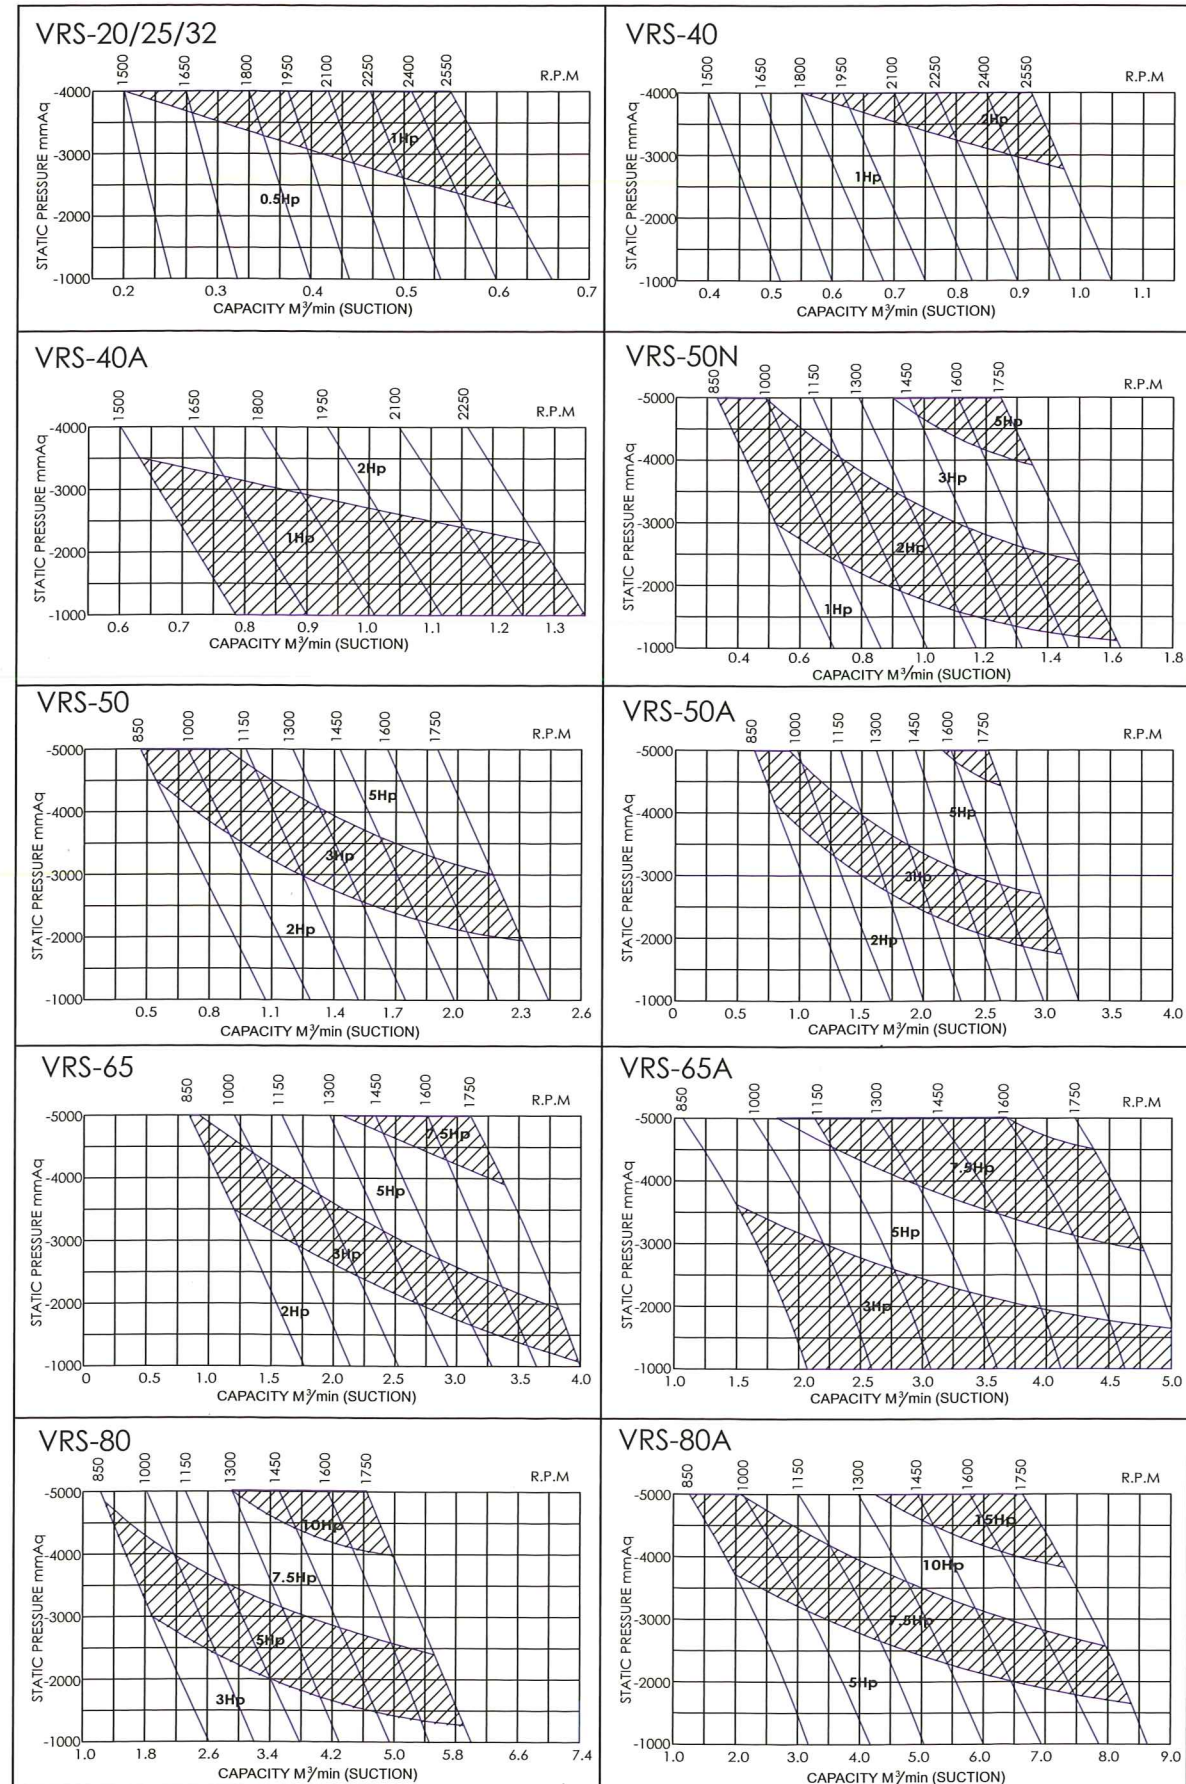 VRS-20/25/32
1500 1650 1800 1950 2100 2250 2400 2550 R.P.M
STATIC PRESSURE mmAq
-4000
1Hp
-3000
0.5Hp
-2000
-1000
0.2 0.3 0.4 0.5 0.6 0.7
CAPACITY M³/min (SUCTION)
VRS-40
1500 1650 1800 1950 2100 2250 2400 2550 R.P.M
STATIC PRESSURE mmAq
-4000
2Hp
-3000
1Hp
-2000
-1000
0.4 0.5 0.6 0.7 0.8 0.9 1.0 1.1
CAPACITY M³/min (SUCTION)
VRS-40A
1500 1650 1800 1950 2100 2250 R.P.M
STATIC PRESSURE mmAq
-4000
2Hp
-3000
1Hp
-2000
-1000
0.6 0.7 0.8 0.9 1.0 1.1 1.2 1.3
CAPACITY M³/min (SUCTION)
VRS-50N
850 1000 1150 1300 1450 1600 1750 R.P.M
STATIC PRESSURE mmAq
-5000
5Hp
-4000
3Hp
-3000
2Hp
-2000
1Hp
-1000
0.4 0.6 0.8 1.0 1.2 1.4 1.6 1.8
CAPACITY M³/min (SUCTION)
VRS-50
850 1000 1150 1300 1450 1600 1750 R.P.M
STATIC PRESSURE mmAq
-5000
5Hp
-4000
3Hp
-3000
2Hp
-2000
-1000
0.5 0.8 1.1 1.4 1.7 2.0 2.3 2.6
CAPACITY M³/min (SUCTION)
VRS-50A
850 1000 1150 1300 1450 1600 1750 R.P.M
STATIC PRESSURE mmAq
-5000
5Hp
-4000
3Hp
-3000
2Hp
-2000
-1000
0 0.5 1.0 1.5 2.0 2.5 3.0 3.5 4.0
CAPACITY M³/min (SUCTION)
VRS-65
850 1000 1150 1300 1450 1600 1750 R.P.M
STATIC PRESSURE mmAq
-5000
7.5Hp
-4000
5Hp
-3000
3Hp
-2000
2Hp
-1000
0 0.5 1.0 1.5 2.0 2.5 3.0 3.5 4.0
CAPACITY M³/min (SUCTION)
VRS-65A
850 1000 1150 1300 1450 1600 1750 R.P.M
STATIC PRESSURE mmAq
-5000
7.5Hp
-4000
5Hp
-3000
3Hp
-2000
-1000
1.0 1.5 2.0 2.5 3.0 3.5 4.0 4.5 5.0
CAPACITY M³/min (SUCTION)
VRS-80
850 1000 1150 1300 1450 1600 1750 R.P.M
STATIC PRESSURE mmAq
-5000
10Hp
-4000
7.5Hp
-3000
5Hp
-2000
3Hp
-1000
1.0 1.8 2.6 3.4 4.2 5.0 5.8 6.6 7.4
CAPACITY M³/min (SUCTION)
VRS-80A
850 1000 1150 1300 1450 1600 1750 R.P.M
STATIC PRESSURE mmAq
-5000
15Hp
-4000
10Hp
-3000
7.5Hp
-2000
5Hp
-1000
1.0 2.0 3.0 4.0 5.0 6.0 7.0 8.0 9.0
CAPACITY M³/min (SUCTION)